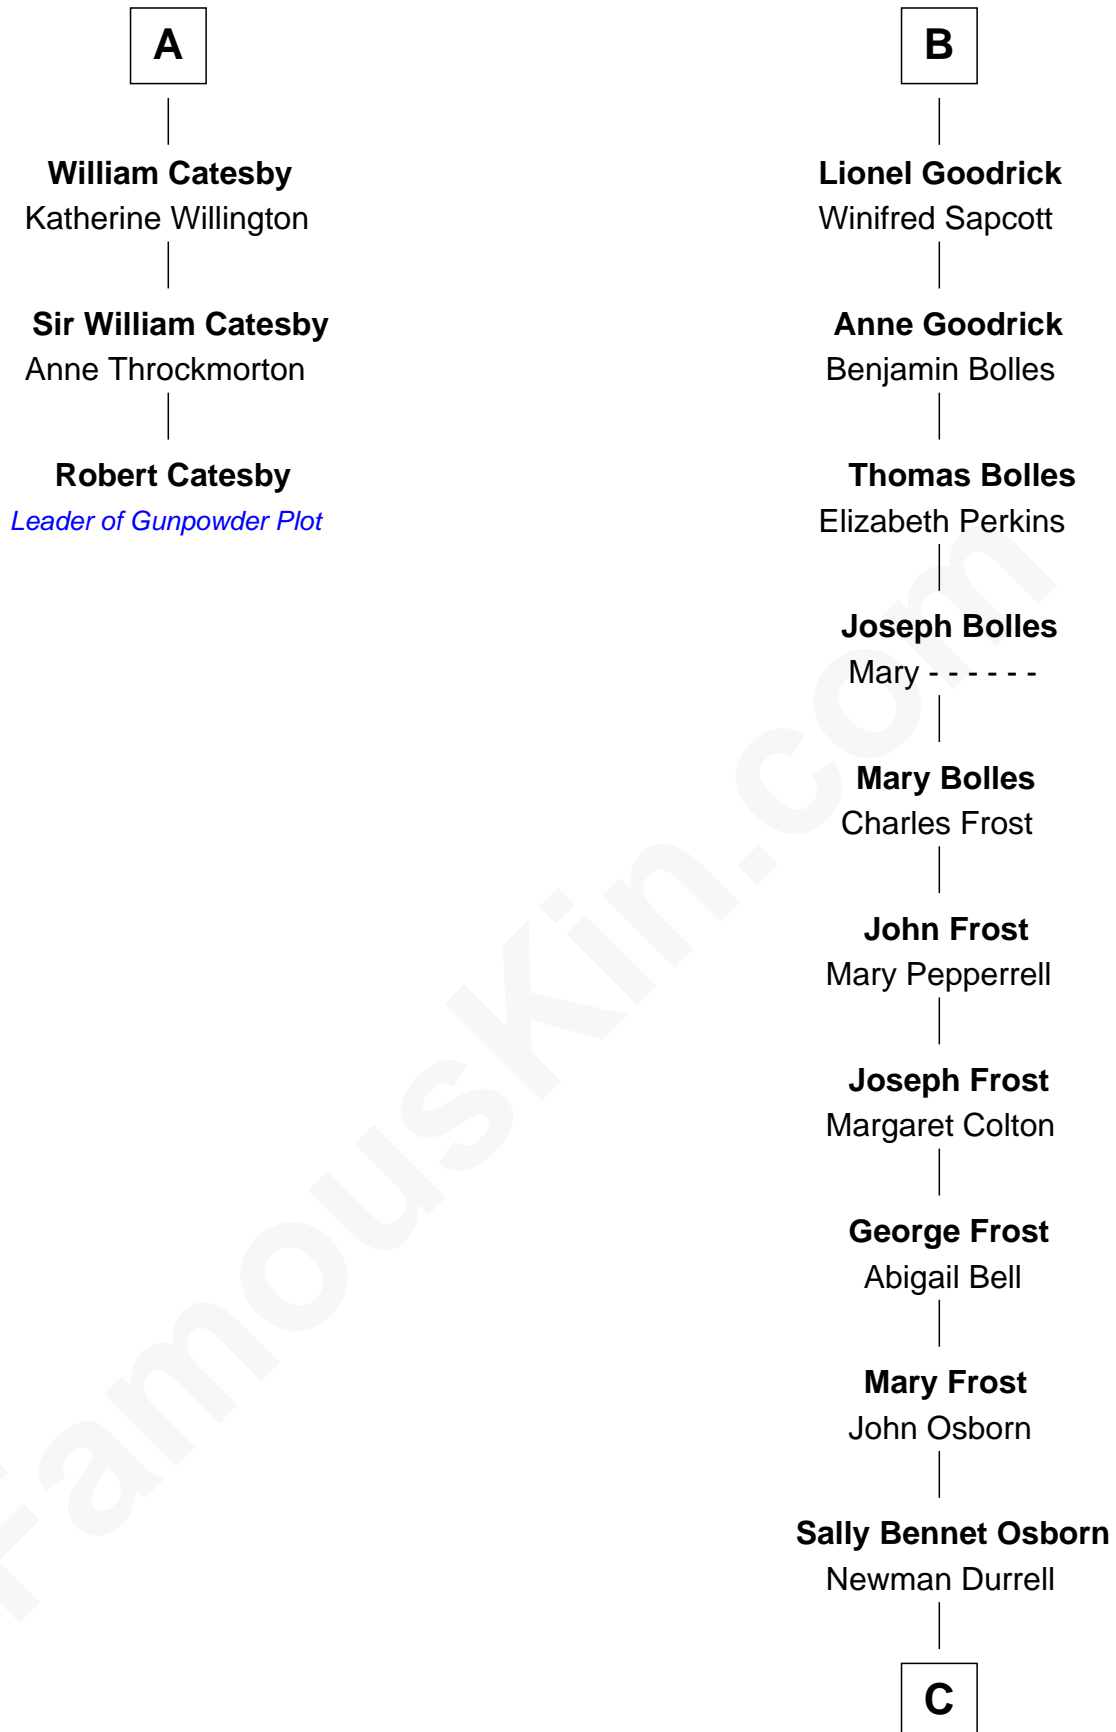 A
William Catesby
Katherine Willington
Sir William Catesby
Anne Throckmorton
Robert Catesby
Leader of Gunpowder Plot
B
Lionel Goodrick
Winifred Sapcott
Anne Goodrick
Benjamin Bolles
Thomas Bolles
Elizabeth Perkins
Joseph Bolles
Mary - - - - - -
Mary Bolles
Charles Frost
John Frost
Mary Pepperrell
Joseph Frost
Margaret Colton
George Frost
Abigail Bell
Mary Frost
John Osborn
Sally Bennet Osborn
Newman Durrell
C
FamousKin.com